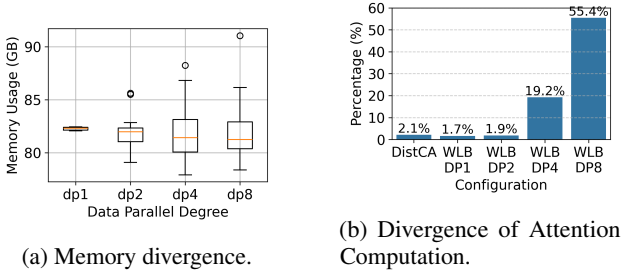 Memory Usage (GB)
90
85
80
dp1 dp2 dp4 dp8
Data Parallel Degree
(a) Memory divergence.
Percentage (%)
60
50
40
30
20
10
0
2.1% 1.7% 1.9% 19.2% 55.4%
DistCA WLB WLB WLB WLB
DP1 DP2 DP4 DP8
Configuration
(b) Divergence of Attention
Computation.